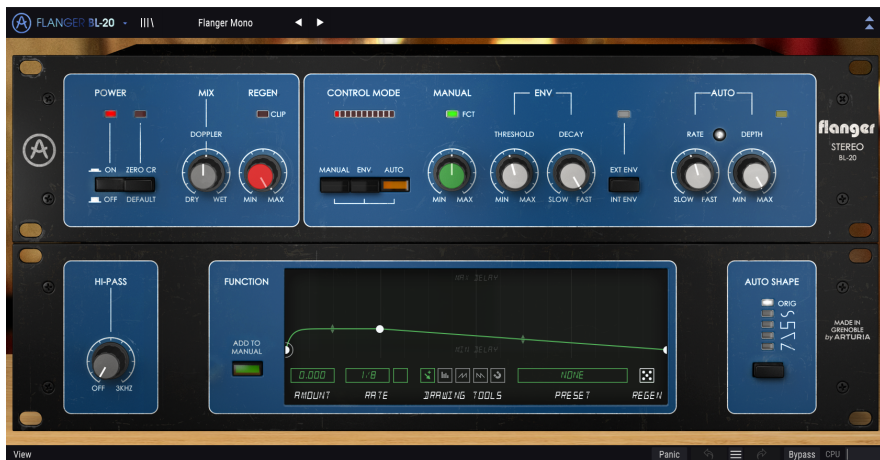 FLANGER BL-20
Flanger Mono
POWER
MIX
REGEN
CLIP
DOPPLER
ON
ZERO CR
OFF
DEFAULT
DRY
WET
MIN
MAX
CONTROL MODE
MANUAL
ENV
AUTO
FCT
THRESHOLD
DECAY
RATE
DEPTH
MANUAL
ENV
AUTO
EXT ENV
INT ENV
MIN
MAX
MIN
MAX
SLOW
FAST
SLOW
FAST
MIN
MAX
flanger
STEREO
BL-20
HI-PASS
OFF
3KHZ
FUNCTION
ADD TO
MANUAL
MAX DELAY
MIN DELAY
0.000
1/8
NONE
AMOUNT
RATE
DRAWING TOOLS
PRESET
REGEN
AUTO SHAPE
ORIG
MADE IN
GRENOBLE
by ARTURIA
View
Panic
Bypass
CPU